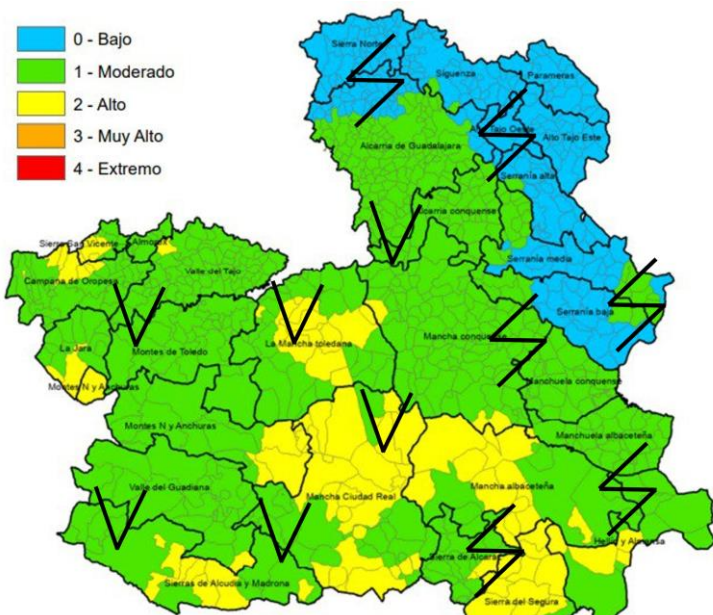 0 - Bajo
1 - Moderado
2 - Alto
3 - Muy Alto
4 - Extremo
Sierra Norte
Siguenza
Parameras
Alto Tajo Oeste
Alto Tajo Este
Alcarria de Guadalajara
Serranía alta
Alcarria conquense
Sierra San Vicente
Almorox
Valle del Tajo
Campana de Oropesa
Serranía media
Serranía baja
La Mancha toledana
Mancha conquense
La Jara
Montes de Toledo
Montes N y Anchuras
Manchuela conquense
Montes N y Anchuras
Manchuela albaceteña
Valle del Guadiana
Mancha Ciudad Real
Mancha albaceteña
Hellín y Almansa
Sierra de Alcaraz
Sierras de Alcudia y Madrona
Sierra del Segura